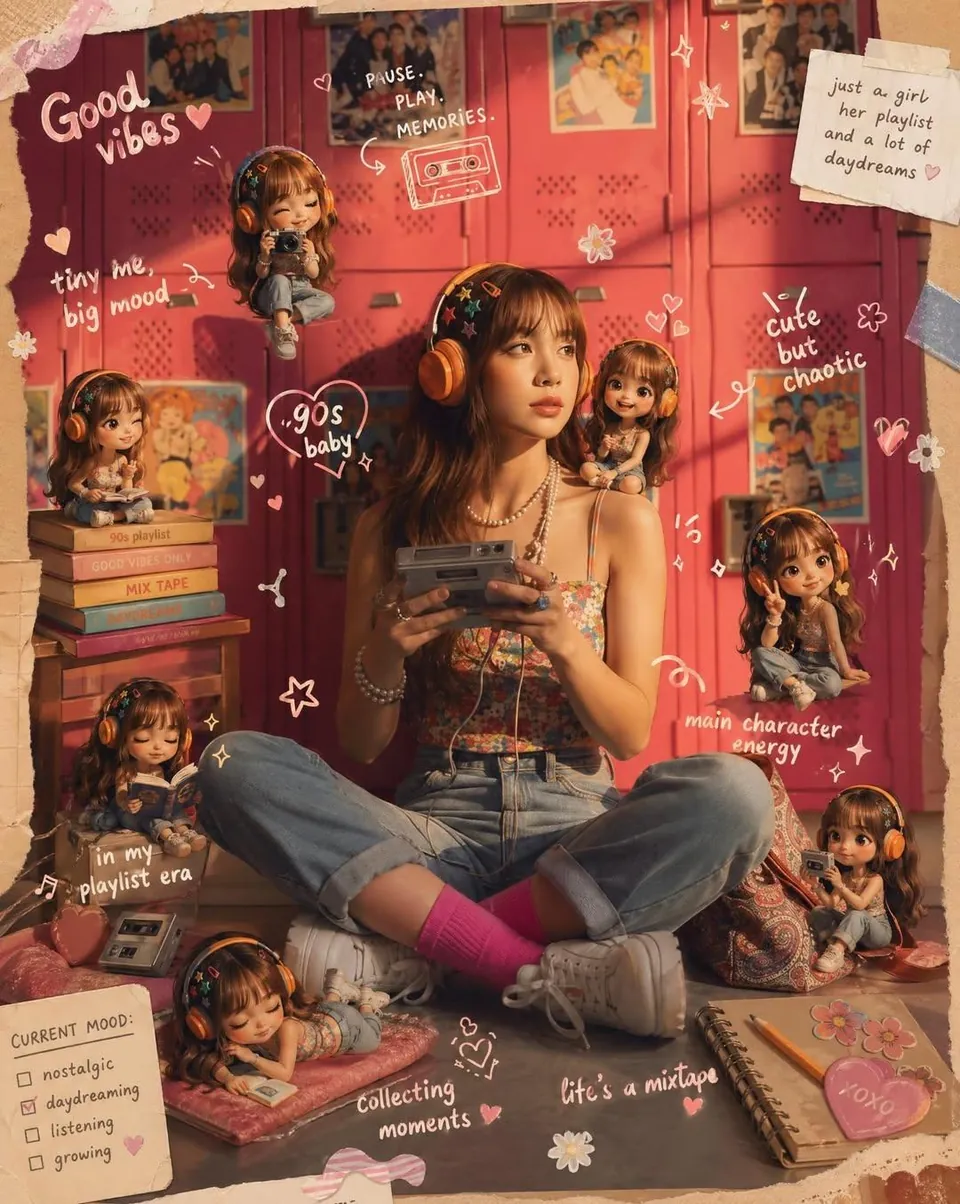 Good
vibes
PAUSE.
PLAY.
MEMORIES.
just a girl
her playlist
and a lot of
daydreams
tiny me,
big mood
cute
but
chaotic
90s
baby
90s playlist
GOOD VIBES ONLY
MIX TAPE
DAYDREAMS
main character
energy
in my
playlist era
CURRENT MOOD:
nostalgic
daydreaming
listening
growing
collecting
moments
life's a mixtape
XOXO